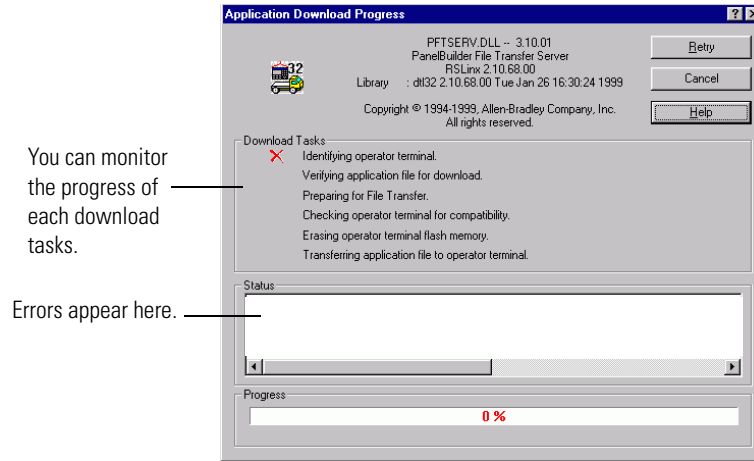 Application Download Progress
PFTSERV.DLL -- 3.10.01
PanelBuilder File Transfer Server
RSLinx 2.10.68.00
Library : dtl32 2.10.68.00 Tue Jan 26 16:30:24 1999
Copyright © 1994-1999, Allen-Bradley Company, Inc.
All rights reserved.
32
Retry
Cancel
Help
You can monitor
the progress of
each download
tasks.
Download Tasks
Identifying operator terminal.
Verifying application file for download.
Preparing for File Transfer.
Checking operator terminal for compatibility.
Erasing operator terminal flash memory.
Transferring application file to operator terminal.
Errors appear here.
Status
Progress
0 %